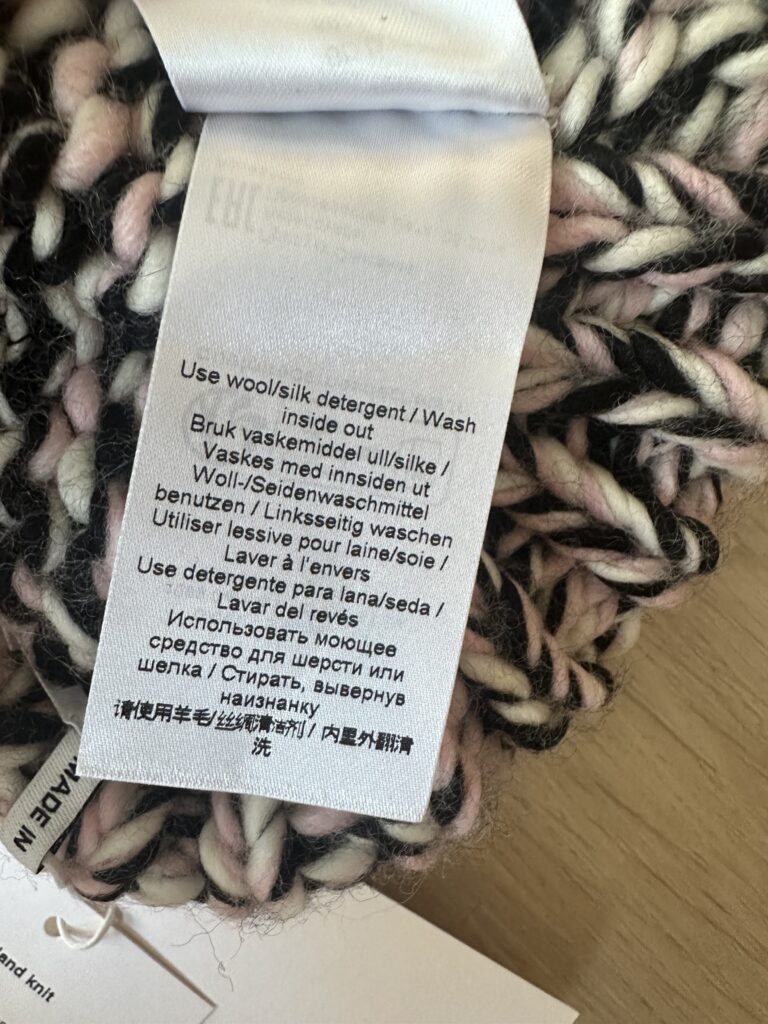 Use wool/silk detergent / Wash
inside out
Bruk vaskemiddel ull/silke /
Vaskes med innsiden ut
Woll-/Seidenwaschmittel
benutzen / Linksseitig waschen
Utiliser lessive pour laine/soie /
Laver à l'envers
Use detergente para lana/seda /
Lavar del revés
Использовать моющее
средство для шерсти или
шелка / Стирать, вывернув
наизнанку
请使用羊毛/丝绸清洁剂 / 内里外翻清
洗
MADE IN
and knit